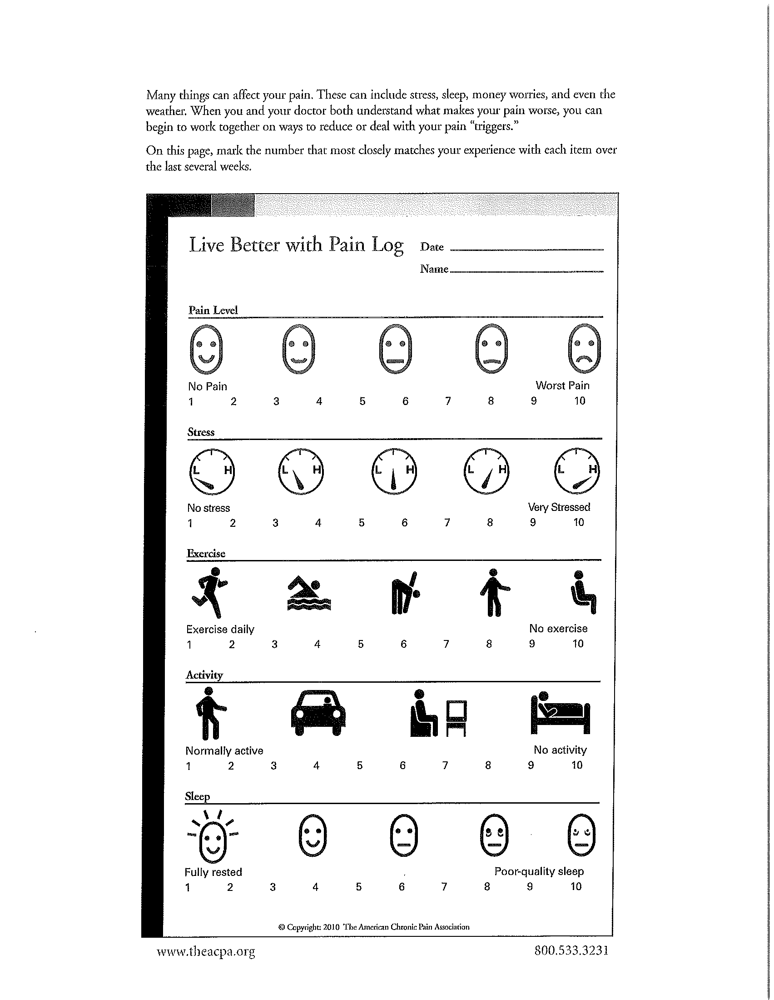 Many things can affect your pain. These can include stress, sleep, money worries, and even the
weather. When you and your doctor both understand what makes your pain worse, you can
begin to work together on ways to reduce or deal with your pain “triggers.”
On this page, mark the number that most closely matches your experience with each item over
the last several weeks.
Live Better with Pain Log
Date
Name
Pain Level
No Pain Worst Pain
1 2 3 4 5 6 7 8 9 10
Stress
L H L H L H L H L H
No stress Very Stressed
1 2 3 4 5 6 7 8 9 10
Exercise
Exercise daily No exercise
1 2 3 4 5 6 7 8 9 10
Activity
Normally active No activity
1 2 3 4 5 6 7 8 9 10
Sleep
Fully rested Poor-quality sleep
1 2 3 4 5 6 7 8 9 10
© Copyright: 2010 The American Chronic Pain Association
www.theacpa.org 800.533.3231